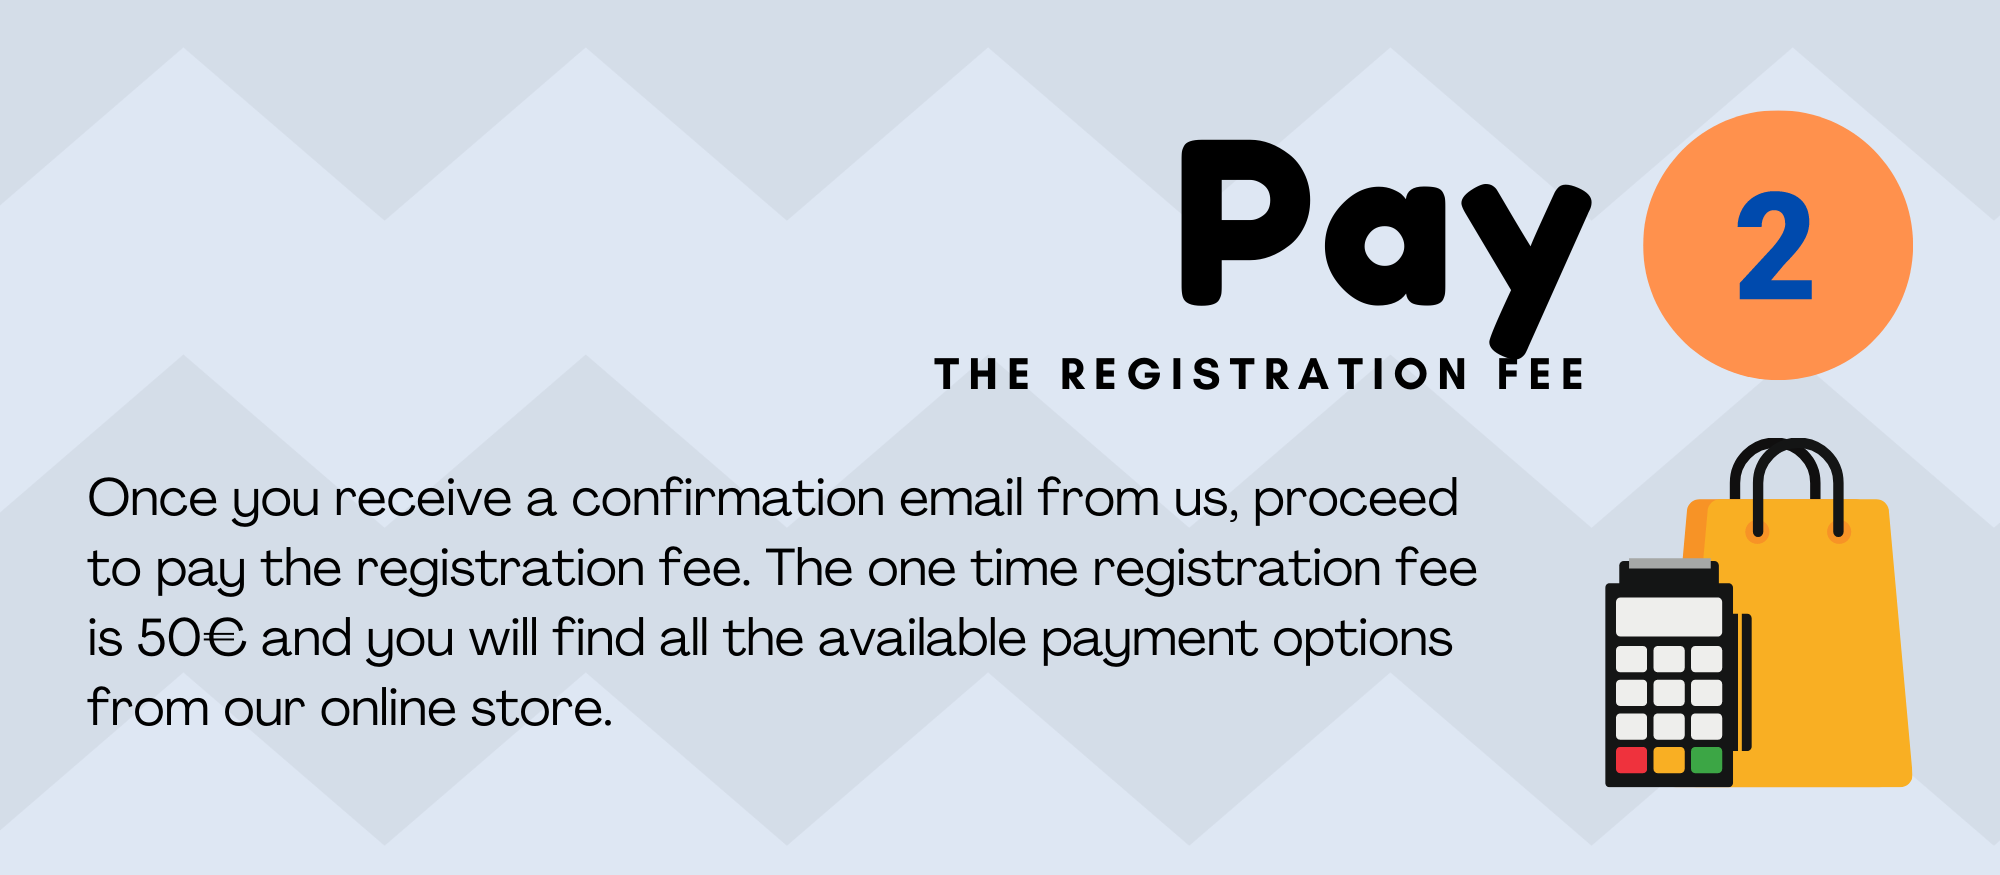 Pay
2
THE REGISTRATION FEE
Once you receive a confirmation email from us, proceed
to pay the registration fee. The one time registration fee
is 50€ and you will find all the available payment options
from our online store.